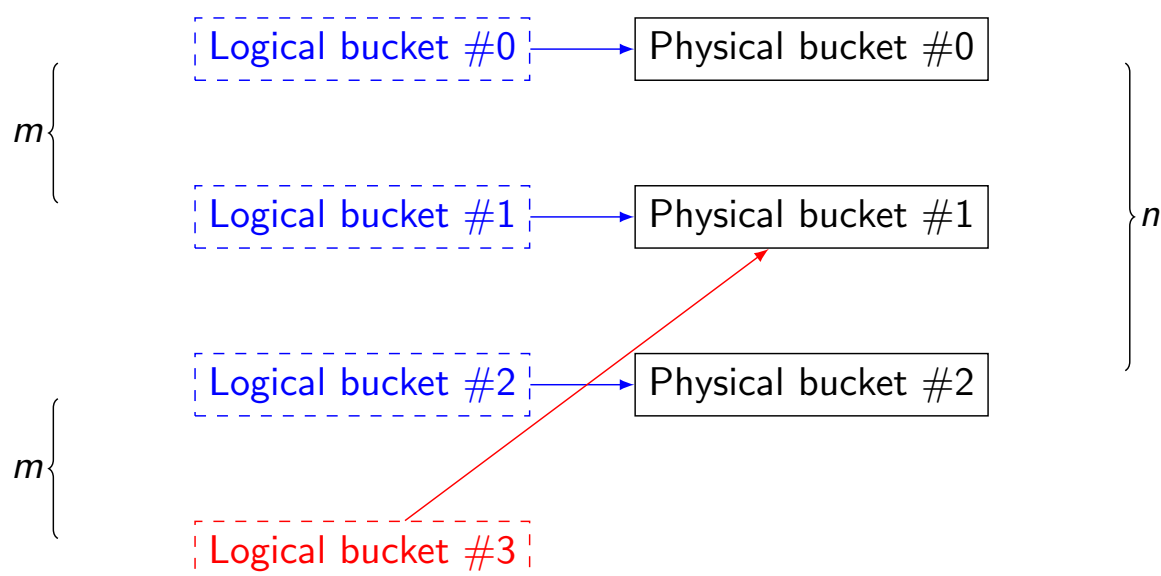 Logical bucket #0
Physical bucket #0
m
Logical bucket #1
Physical bucket #1
n
Logical bucket #2
Physical bucket #2
m
Logical bucket #3